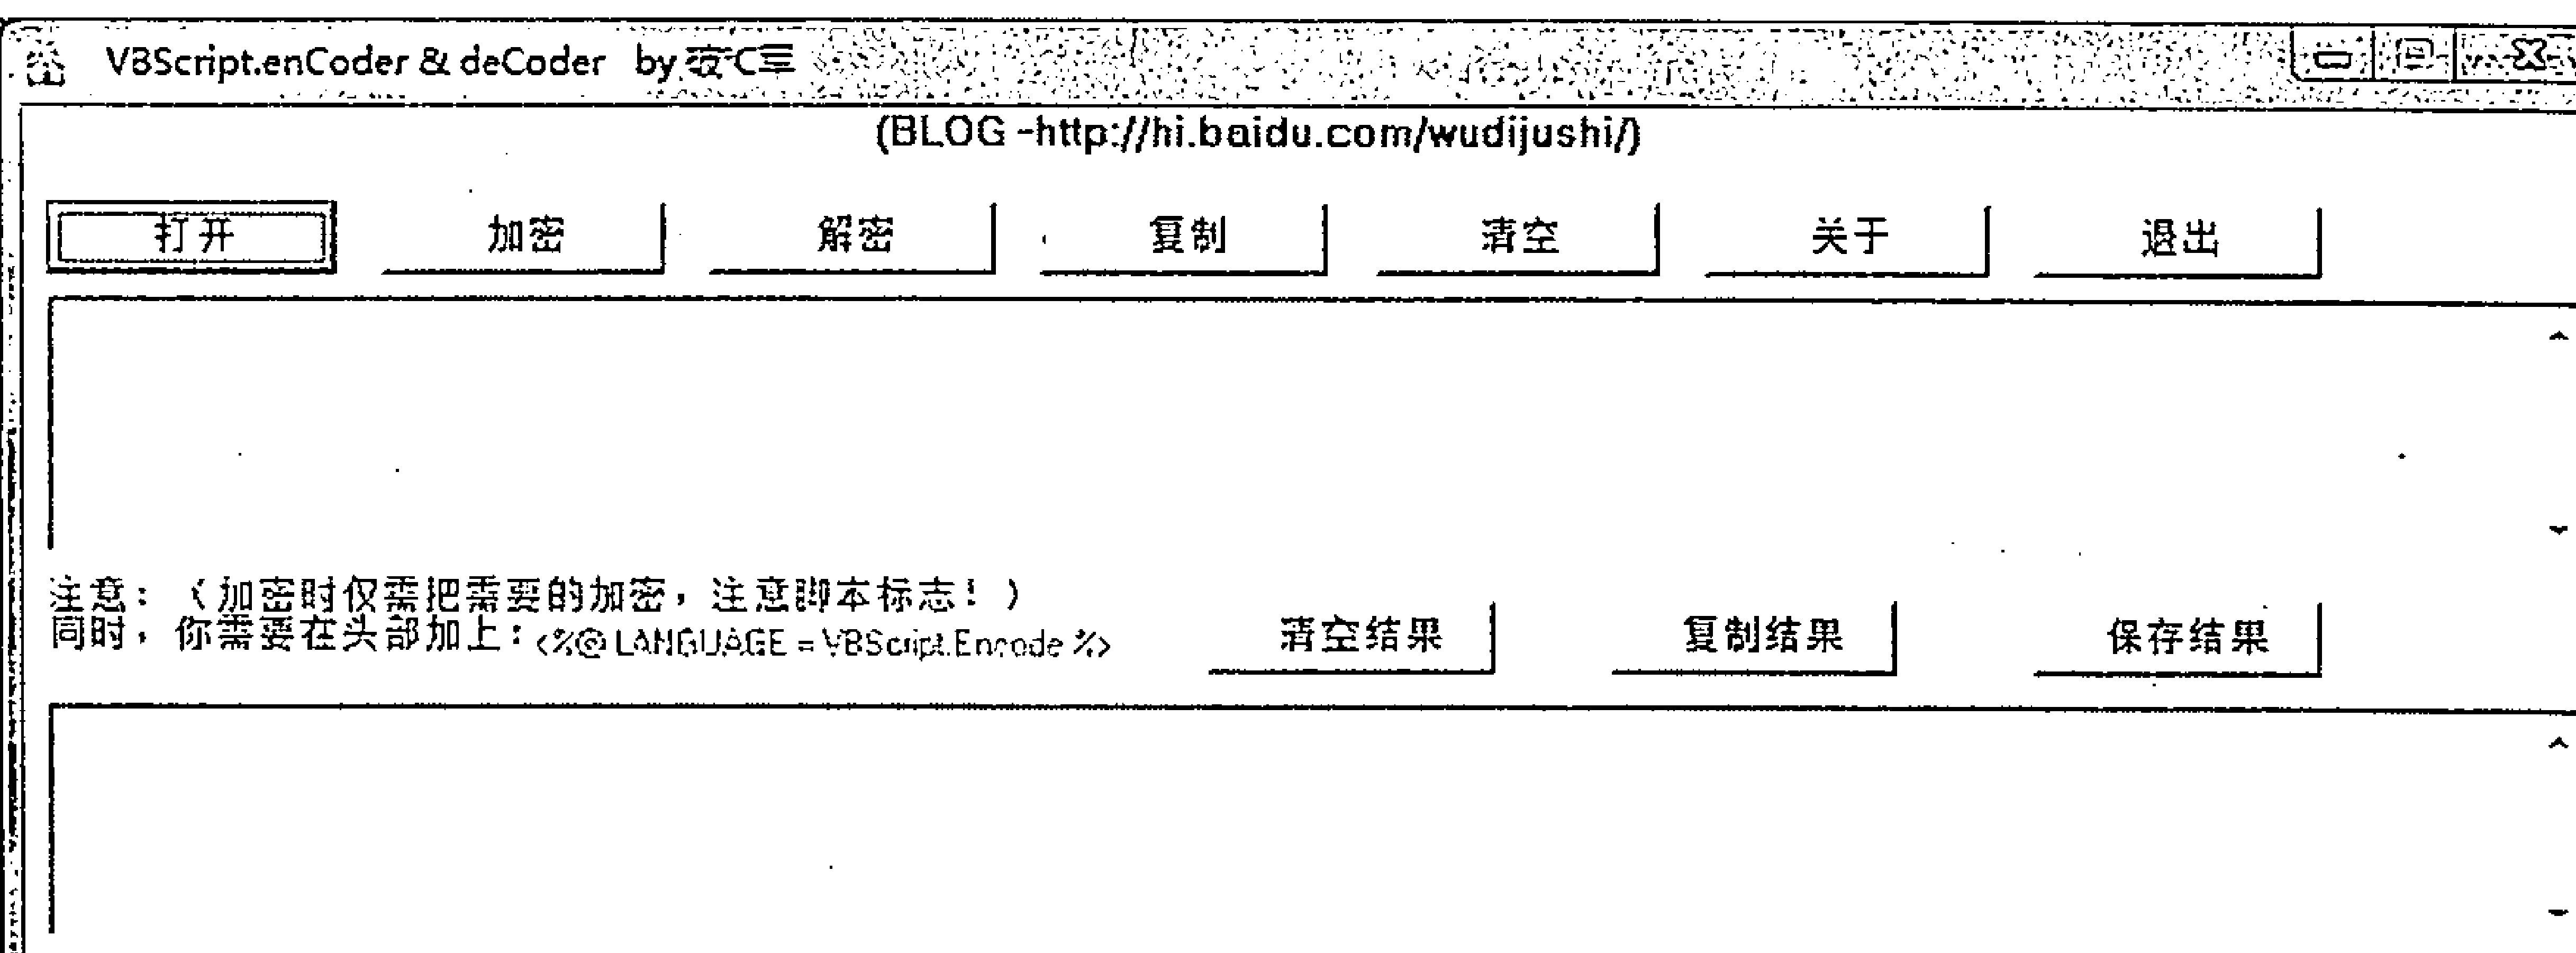 VBScript.enCoder & deCoder by
(BLOG -http://hi.baidu.com/wudijushi/)
打开 加密 解密 复制 清空 关于 退出
注意：（加密时仅需把需要的加密，注意脚本标志！）
同时，你需要在头部加上：<%@ LANGUAGE = VBScript.Encode %>
清空结果 复制结果 保存结果